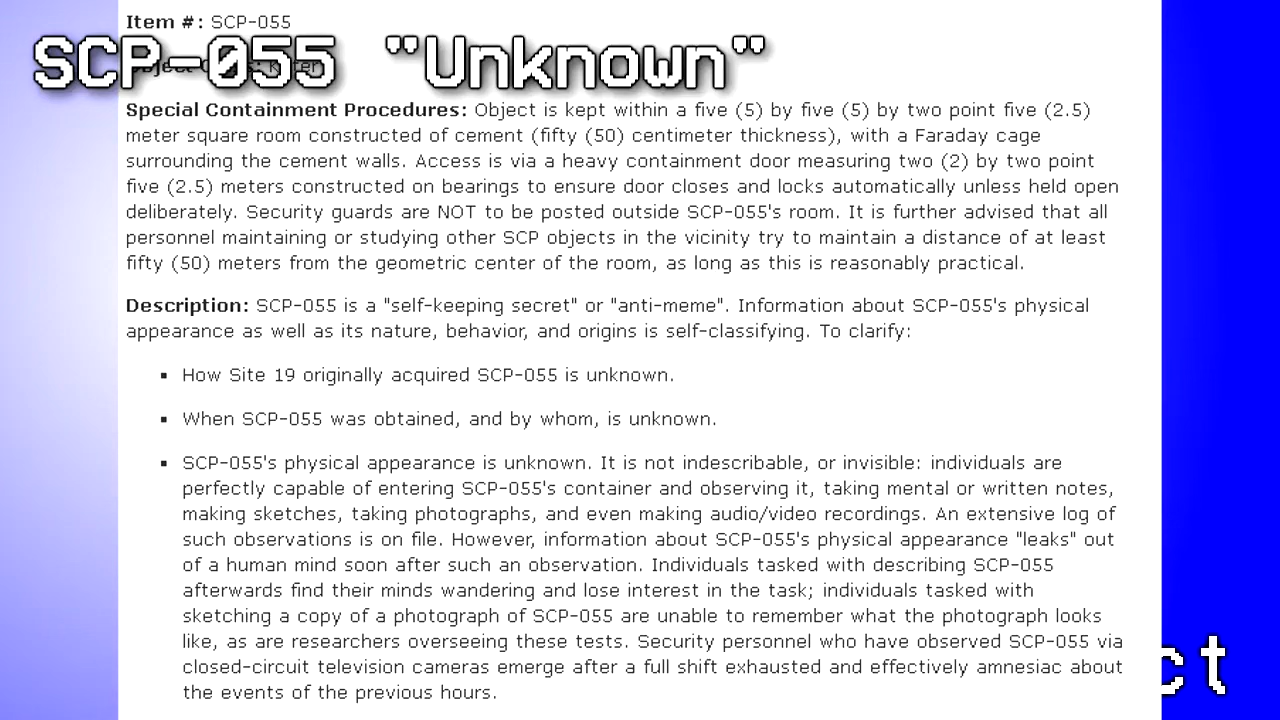 Item #: SCP-055
SCP-055 "Unknown"
Object Class: Keter
Special Containment Procedures: Object is kept within a five (5) by five (5) by two point five (2.5)
meter square room constructed of cement (fifty (50) centimeter thickness), with a Faraday cage
surrounding the cement walls. Access is via a heavy containment door measuring two (2) by two point
five (2.5) meters constructed on bearings to ensure door closes and locks automatically unless held open
deliberately. Security guards are NOT to be posted outside SCP-055's room. It is further advised that all
personnel maintaining or studying other SCP objects in the vicinity try to maintain a distance of at least
fifty (50) meters from the geometric center of the room, as long as this is reasonably practical.
Description: SCP-055 is a "self-keeping secret" or "anti-meme". Information about SCP-055's physical
appearance as well as its nature, behavior, and origins is self-classifying. To clarify:
▪ How Site 19 originally acquired SCP-055 is unknown.
▪ When SCP-055 was obtained, and by whom, is unknown.
▪ SCP-055's physical appearance is unknown. It is not indescribable, or invisible: individuals are
perfectly capable of entering SCP-055's container and observing it, taking mental or written notes,
making sketches, taking photographs, and even making audio/video recordings. An extensive log of
such observations is on file. However, information about SCP-055's physical appearance "leaks" out
of a human mind soon after such an observation. Individuals tasked with describing SCP-055
afterwards find their minds wandering and lose interest in the task; individuals tasked with
sketching a copy of a photograph of SCP-055 are unable to remember what the photograph looks
like, as are researchers overseeing these tests. Security personnel who have observed SCP-055 via
closed-circuit television cameras emerge after a full shift exhausted and effectively amnesiac about
the events of the previous hours.
ct